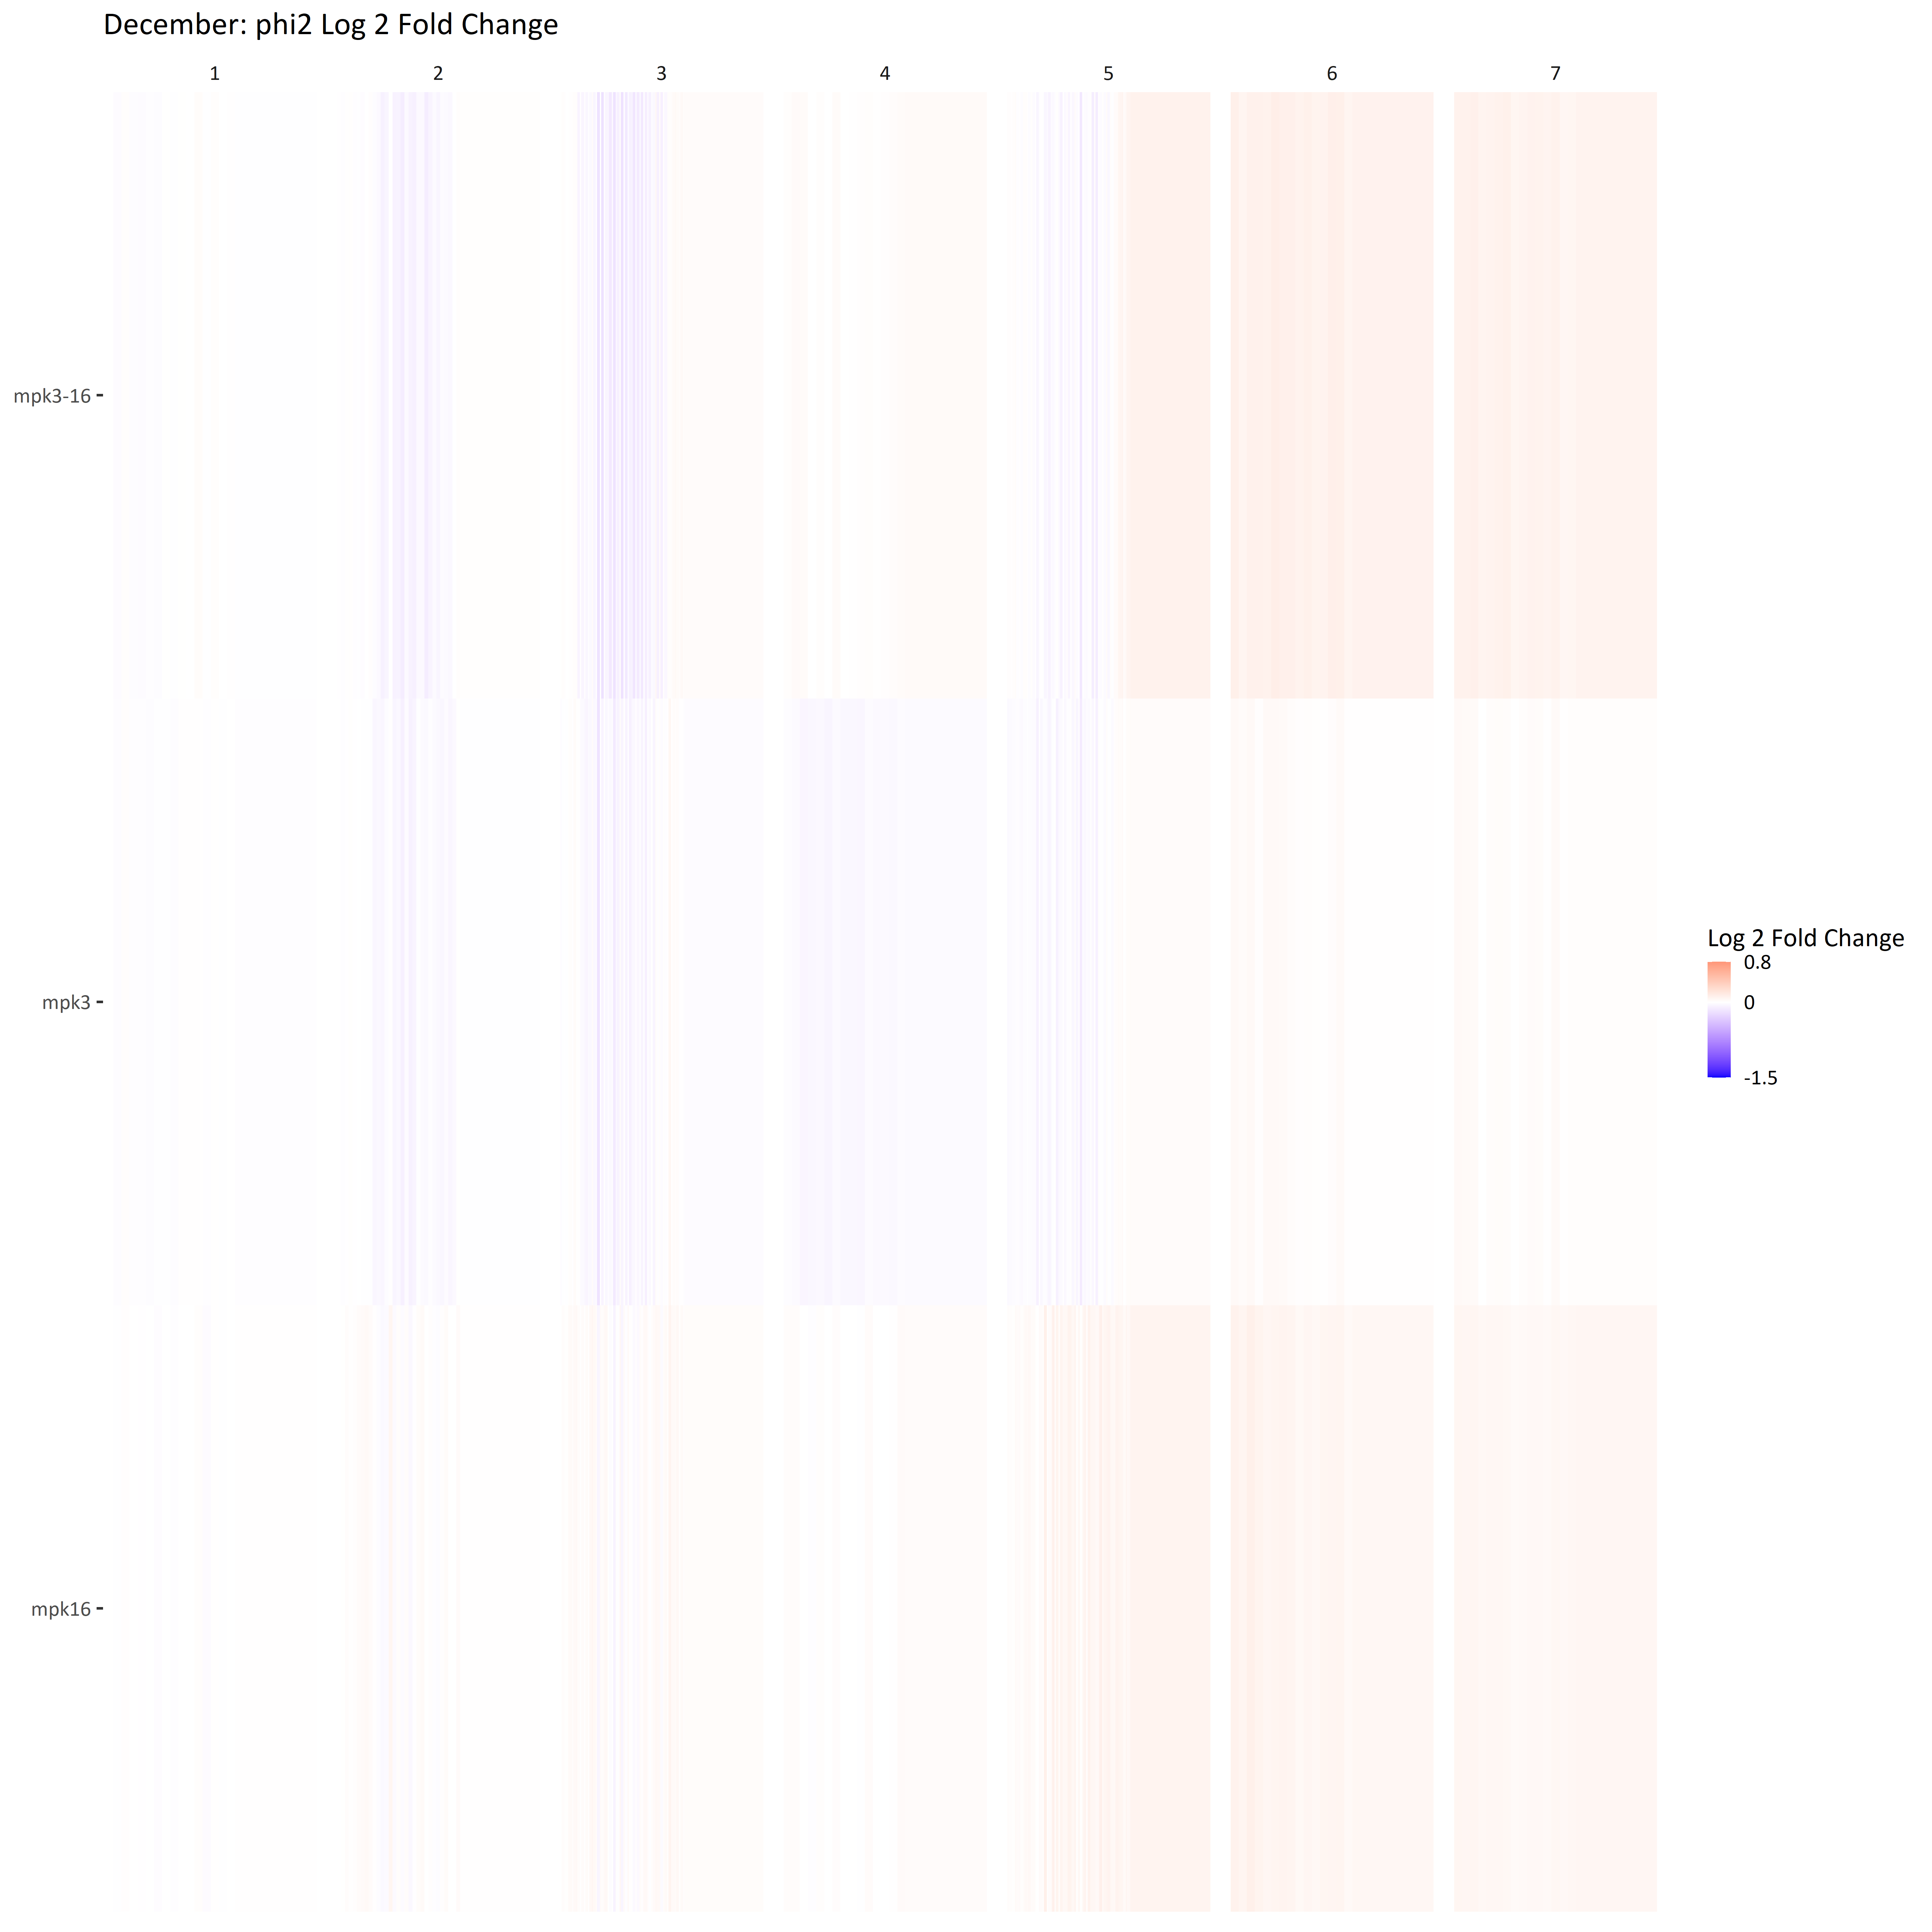 December: phi2 Log 2 Fold Change
1 2 3 4 5 6 7
mpk3-16
mpk3
mpk16
Log 2 Fold Change
0.8
0
-1.5